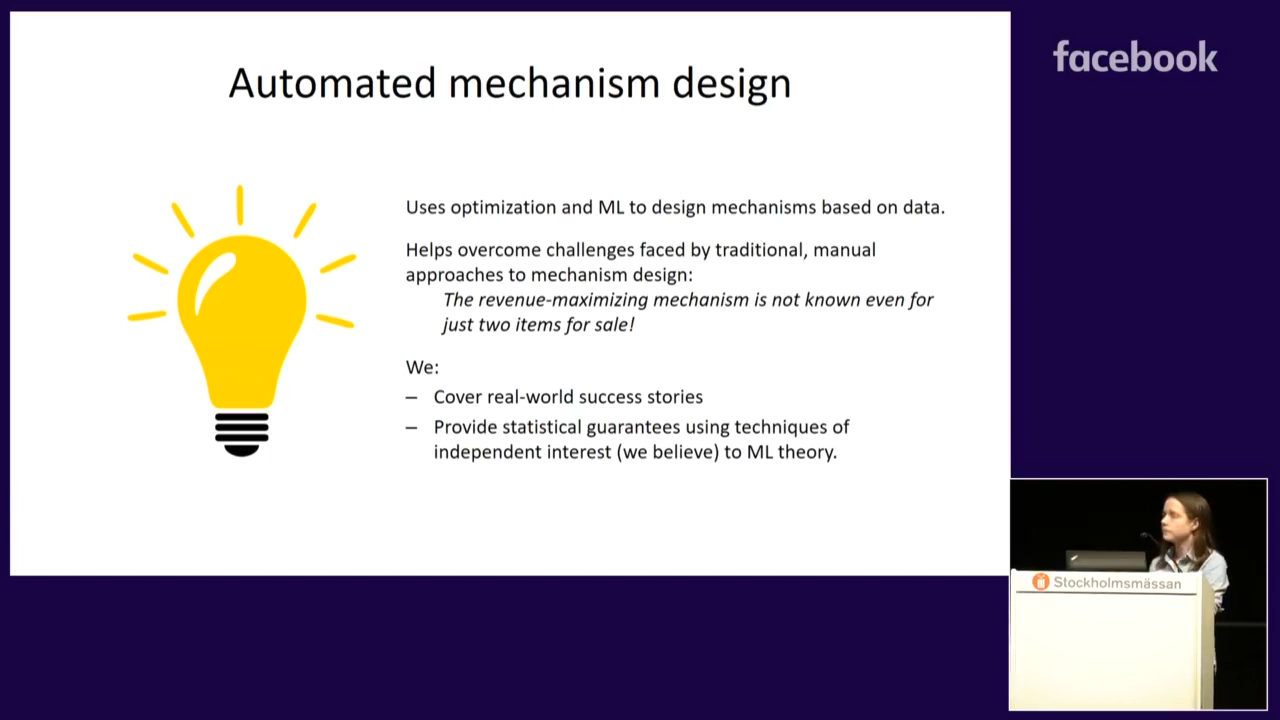 Automated mechanism design
facebook
Uses optimization and ML to design mechanisms based on data.
Helps overcome challenges faced by traditional, manual
approaches to mechanism design:
The revenue-maximizing mechanism is not known even for
just two items for sale!
We:
– Cover real-world success stories
– Provide statistical guarantees using techniques of
independent interest (we believe) to ML theory.
Stockholmsmässan